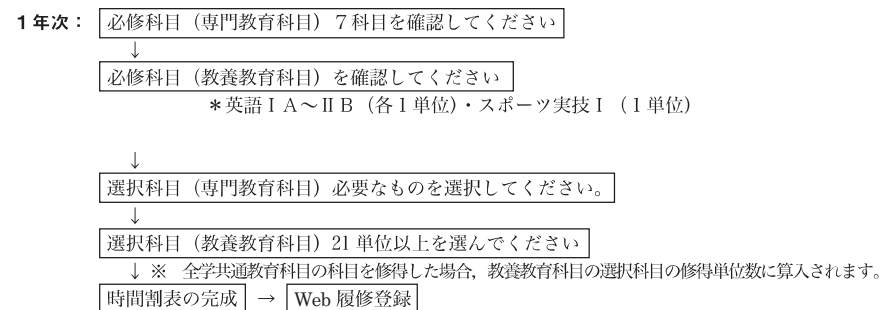 1年次： 必修科目（専門教育科目）７科目を確認してください
↓
必修科目（教養教育科目）を確認してください
＊英語ⅠA～ⅡB（各1単位）・スポーツ実技Ⅰ（1単位）
↓
選択科目（専門教育科目）必要なものを選択してください。
↓
選択科目（教養教育科目）21単位以上を選んでください
↓ ※　全学共通教育科目の科目を修得した場合，教養教育科目の選択科目の修得単位数に算入されます。
時間割表の完成 → Web 履修登録